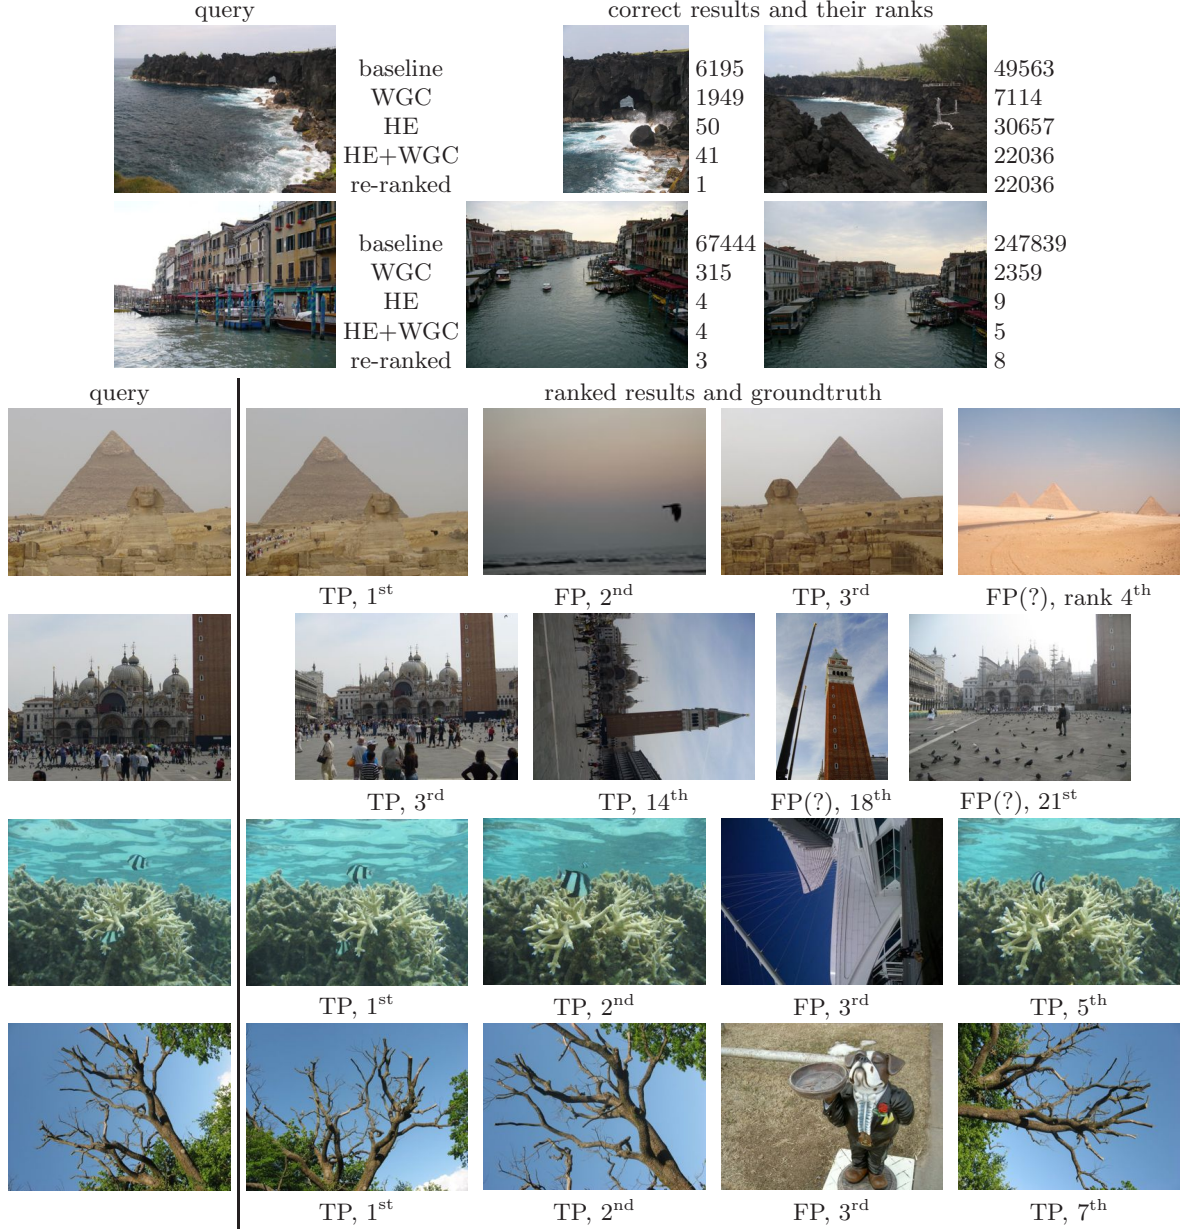 query correct results and their ranks
baseline 6195 49563
WGC 1949 7114
HE 50 30657
HE+WGC 41 22036
re-ranked 1 22036
baseline 67444 247839
WGC 315 2359
HE 4 9
HE+WGC 4 5
re-ranked 3 8
query ranked results and groundtruth
TP, 1st FP, 2nd TP, 3rd FP(?), rank 4th
TP, 3rd TP, 14th FP(?), 18th FP(?), 21st
TP, 1st TP, 2nd FP, 3rd TP, 5th
TP, 1st TP, 2nd FP, 3rd TP, 7th